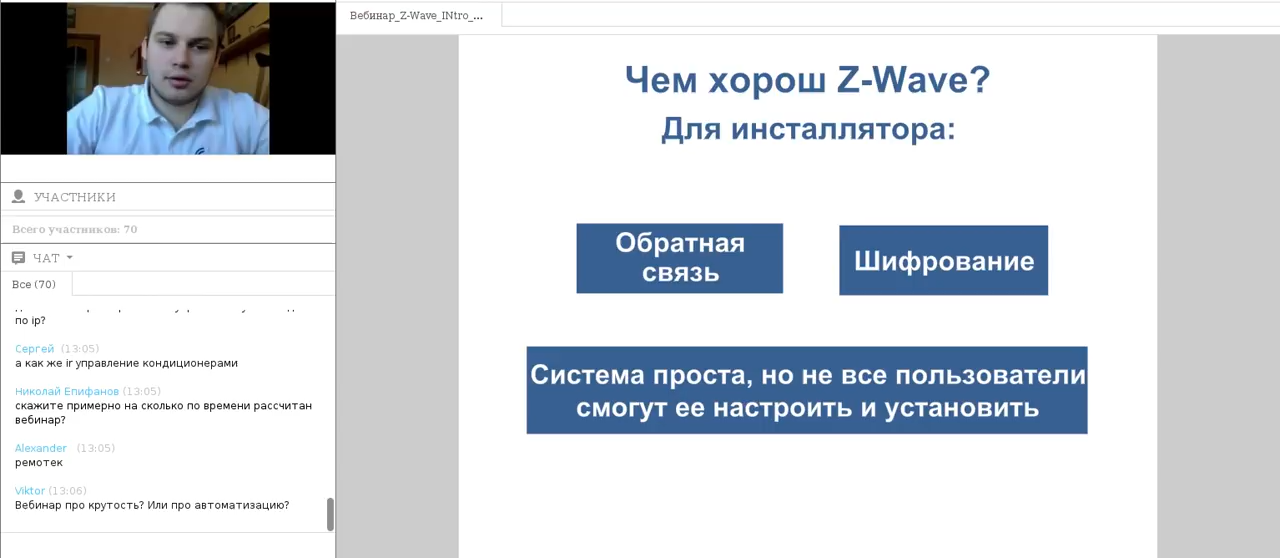 Вебинар_Z-Wave_INtro_...
УЧАСТНИКИ
Всего участников: 70
ЧАТ
Все (70)
по ip?
Сергей (13:05)
а как же ir управление кондиционерами
Николай Епифанов (13:05)
скажите примерно на сколько по времени рассчитан
вебинар?
Alexander (13:05)
ремотек
Viktor (13:06)
Вебинар про крутость? Или про автоматизацию?
Чем хорош Z-Wave?
Для инсталлятора:
Обратная
связь
Шифрование
Система проста, но не все пользователи
смогут ее настроить и установить